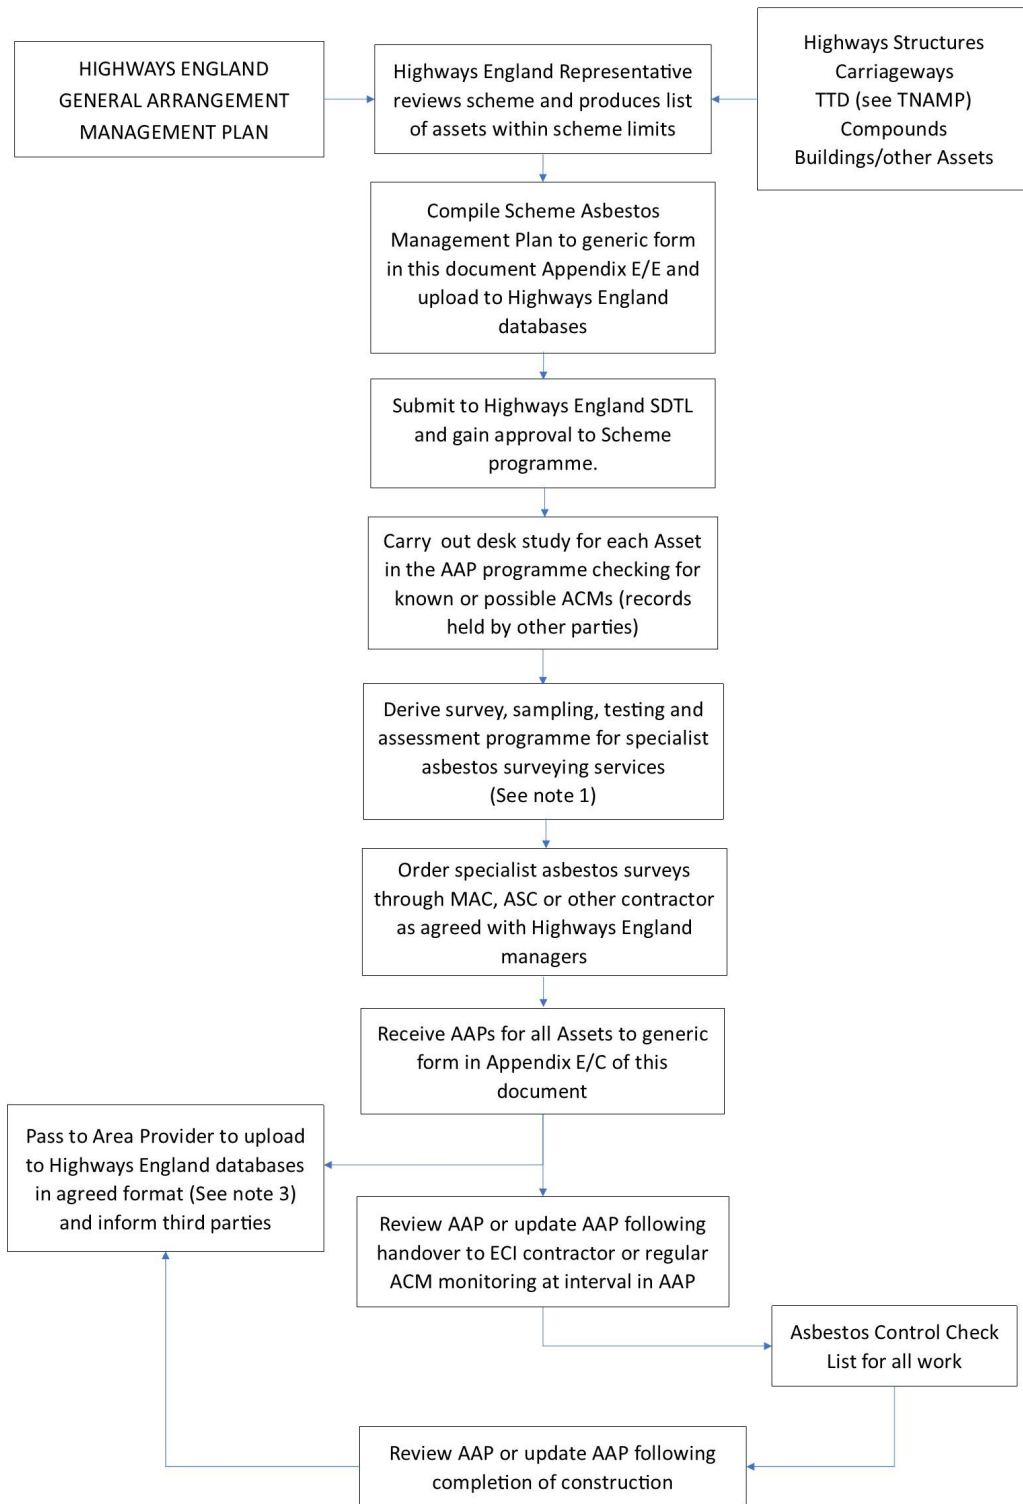 HIGHWAYS ENGLAND
GENERAL ARRANGEMENT
MANAGEMENT PLAN
Highways England Representative
reviews scheme and produces list
of assets within scheme limits
Highways Structures
Carriageways
TTD (see TNAMP)
Compounds
Buildings/other Assets
Compile Scheme Asbestos
Management Plan to generic form
in this document Appendix E/E and
upload to Highways England
databases
Submit to Highways England SDTL
and gain approval to Scheme
programme.
Carry out desk study for each Asset
in the AAP programme checking for
known or possible ACMs (records
held by other parties)
Derive survey, sampling, testing and
assessment programme for specialist
asbestos surveying services
(See note 1)
Order specialist asbestos surveys
through MAC, ASC or other contractor
as agreed with Highways England
managers
Receive AAPs for all Assets to generic
form in Appendix E/C of this
document
Pass to Area Provider to upload
to Highways England databases
in agreed format (See note 3)
and inform third parties
Review AAP or update AAP following
handover to ECI contractor or regular
ACM monitoring at interval in AAP
Asbestos Control Check
List for all work
Review AAP or update AAP following
completion of construction